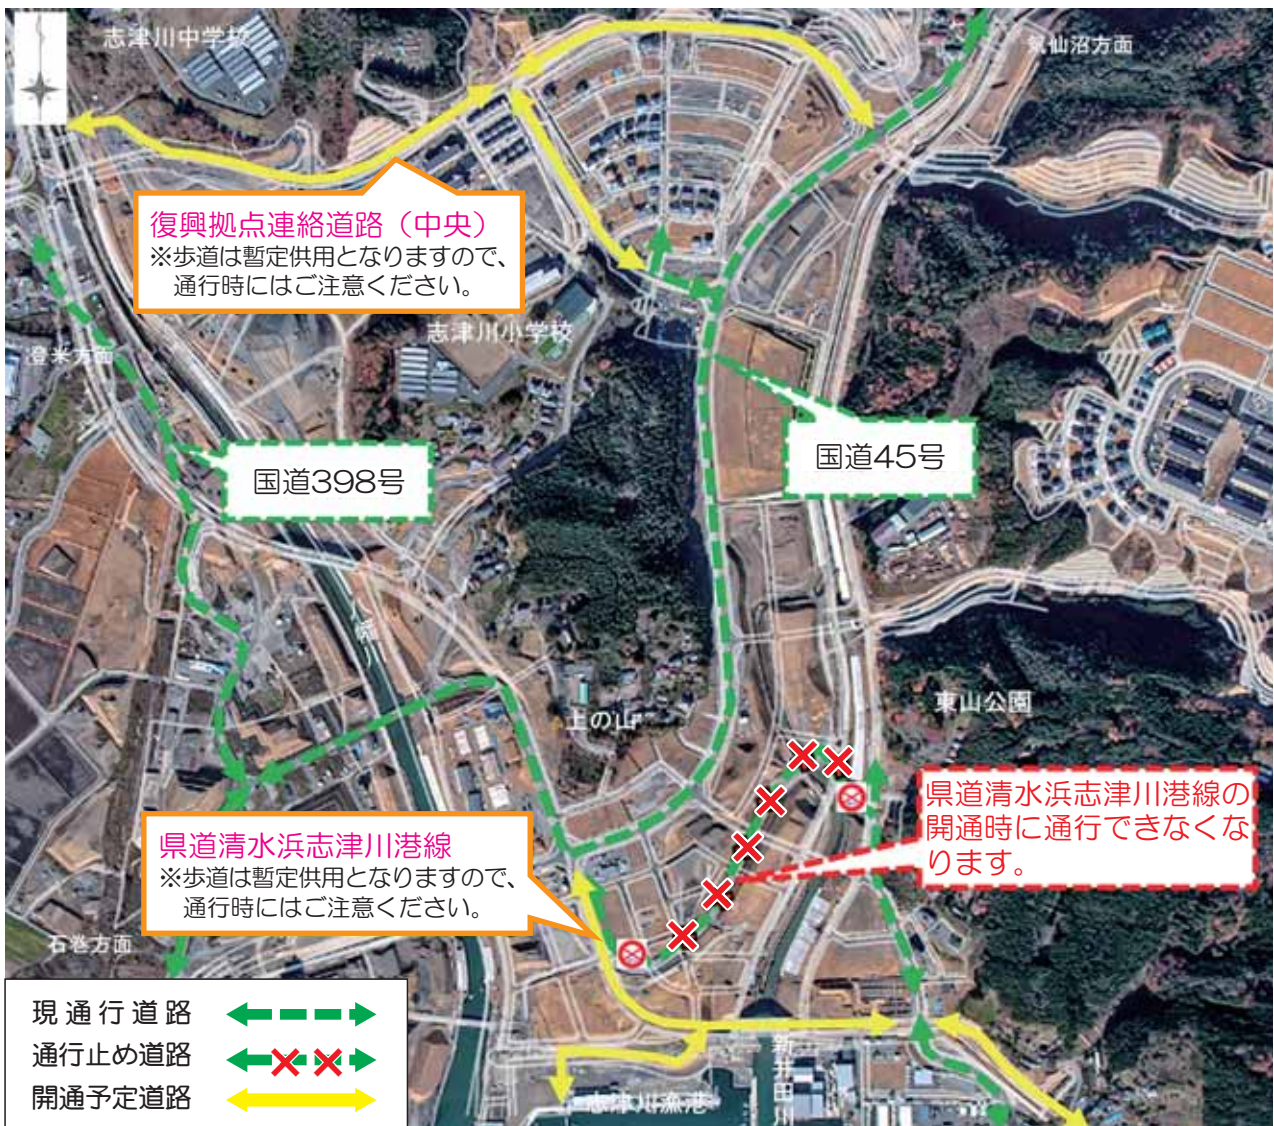 志津川中学校
気仙沼方面
復興拠点連絡道路（中央）
※歩道は暫定供用となりますので、
通行時にはご注意ください。
志津川小学校
登米方面
国道398号
国道45号
八幡川
上の山
東山公園
県道清水浜志津川港線の
開通時に通行できなくな
ります。
県道清水浜志津川港線
※歩道は暫定供用となりますので、
通行時にはご注意ください。
石巻方面
現通行道路
通行止め道路
開通予定道路
新井田川
志津川漁港